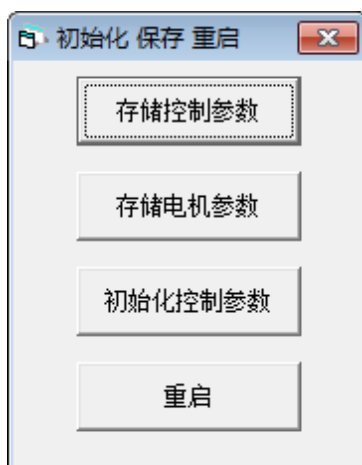 初始化 保存 重启
存储控制参数
存储电机参数
初始化控制参数
重启